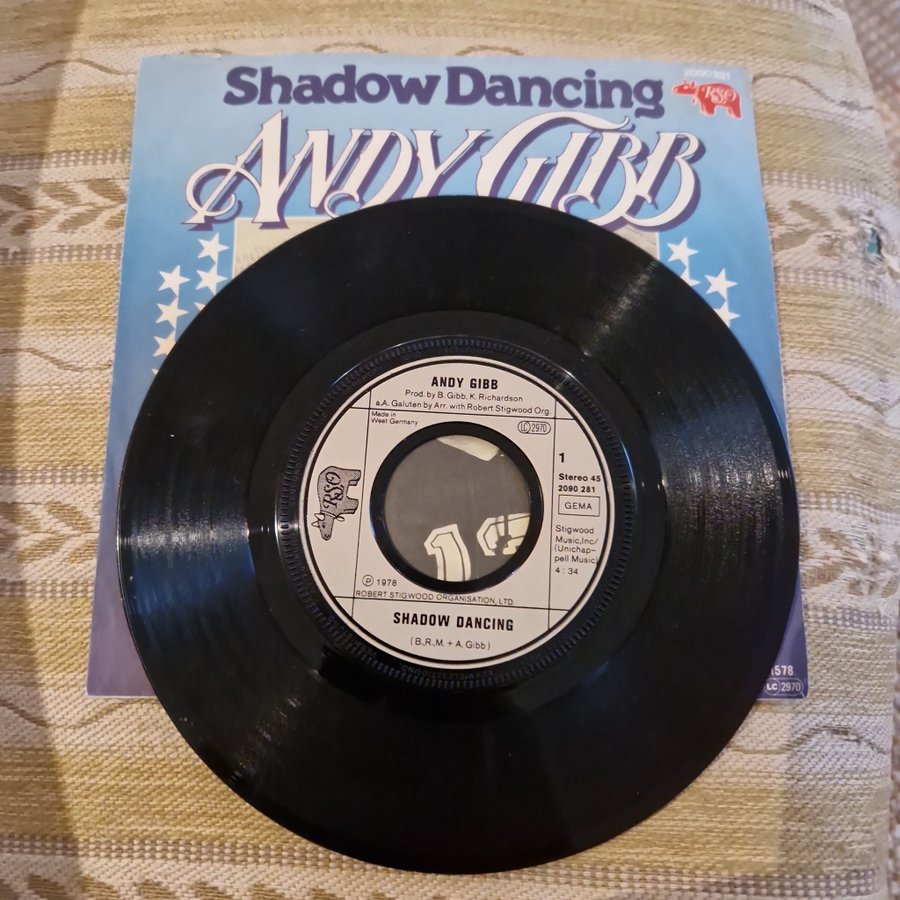 Shadow Dancing
2090 281
RSO
ANDY GIBB
ANDY GIBB
Prod. by B. Gibb, K. Richardson
a.A. Galuten by Arr. with Robert Stigwood Org.
Made in
West Germany
LC 2970
1
Stereo 45
2090 281
GEMA
RSO
Stigwood
Music,Inc/
(Unichap-
pell Music)
4:34
℗ 1978
ROBERT STIGWOOD ORGANISATION, LTD.
SHADOW DANCING
(B.,R.,M. + A. Gibb)
1578
LC 2970